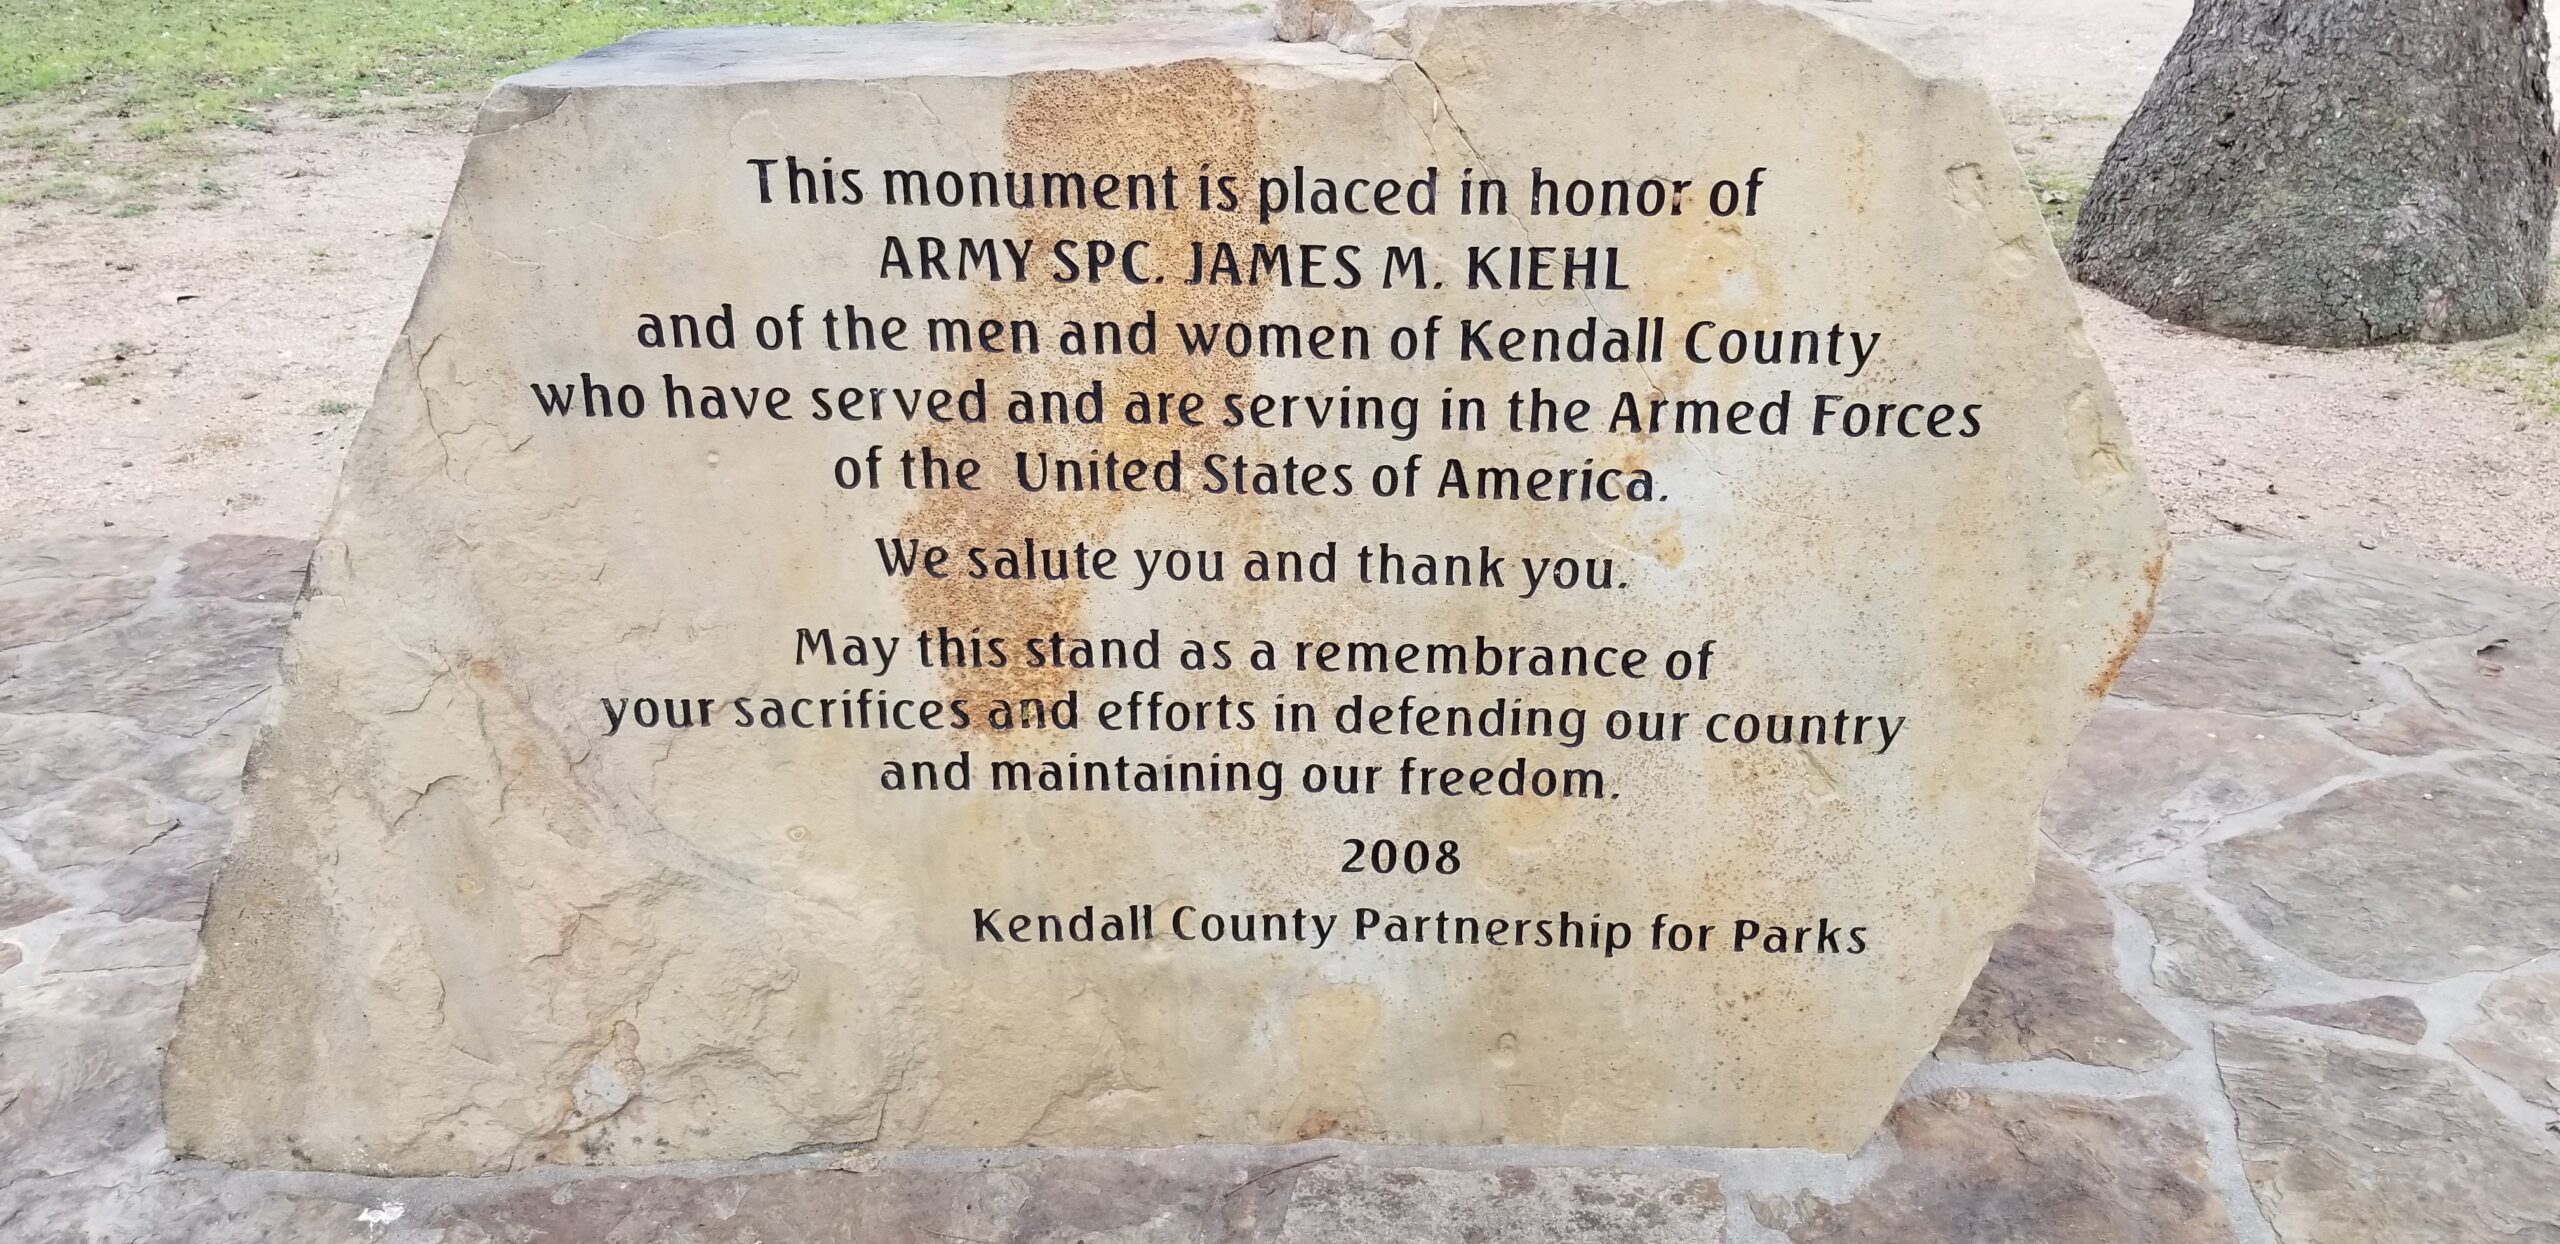 This monument is placed in honor of
ARMY SPC. JAMES M. KIEHL
and of the men and women of Kendall County
who have served and are serving in the Armed Forces
of the United States of America.
We salute you and thank you.
May this stand as a remembrance of
your sacrifices and efforts in defending our country
and maintaining our freedom.
2008
Kendall County Partnership for Parks